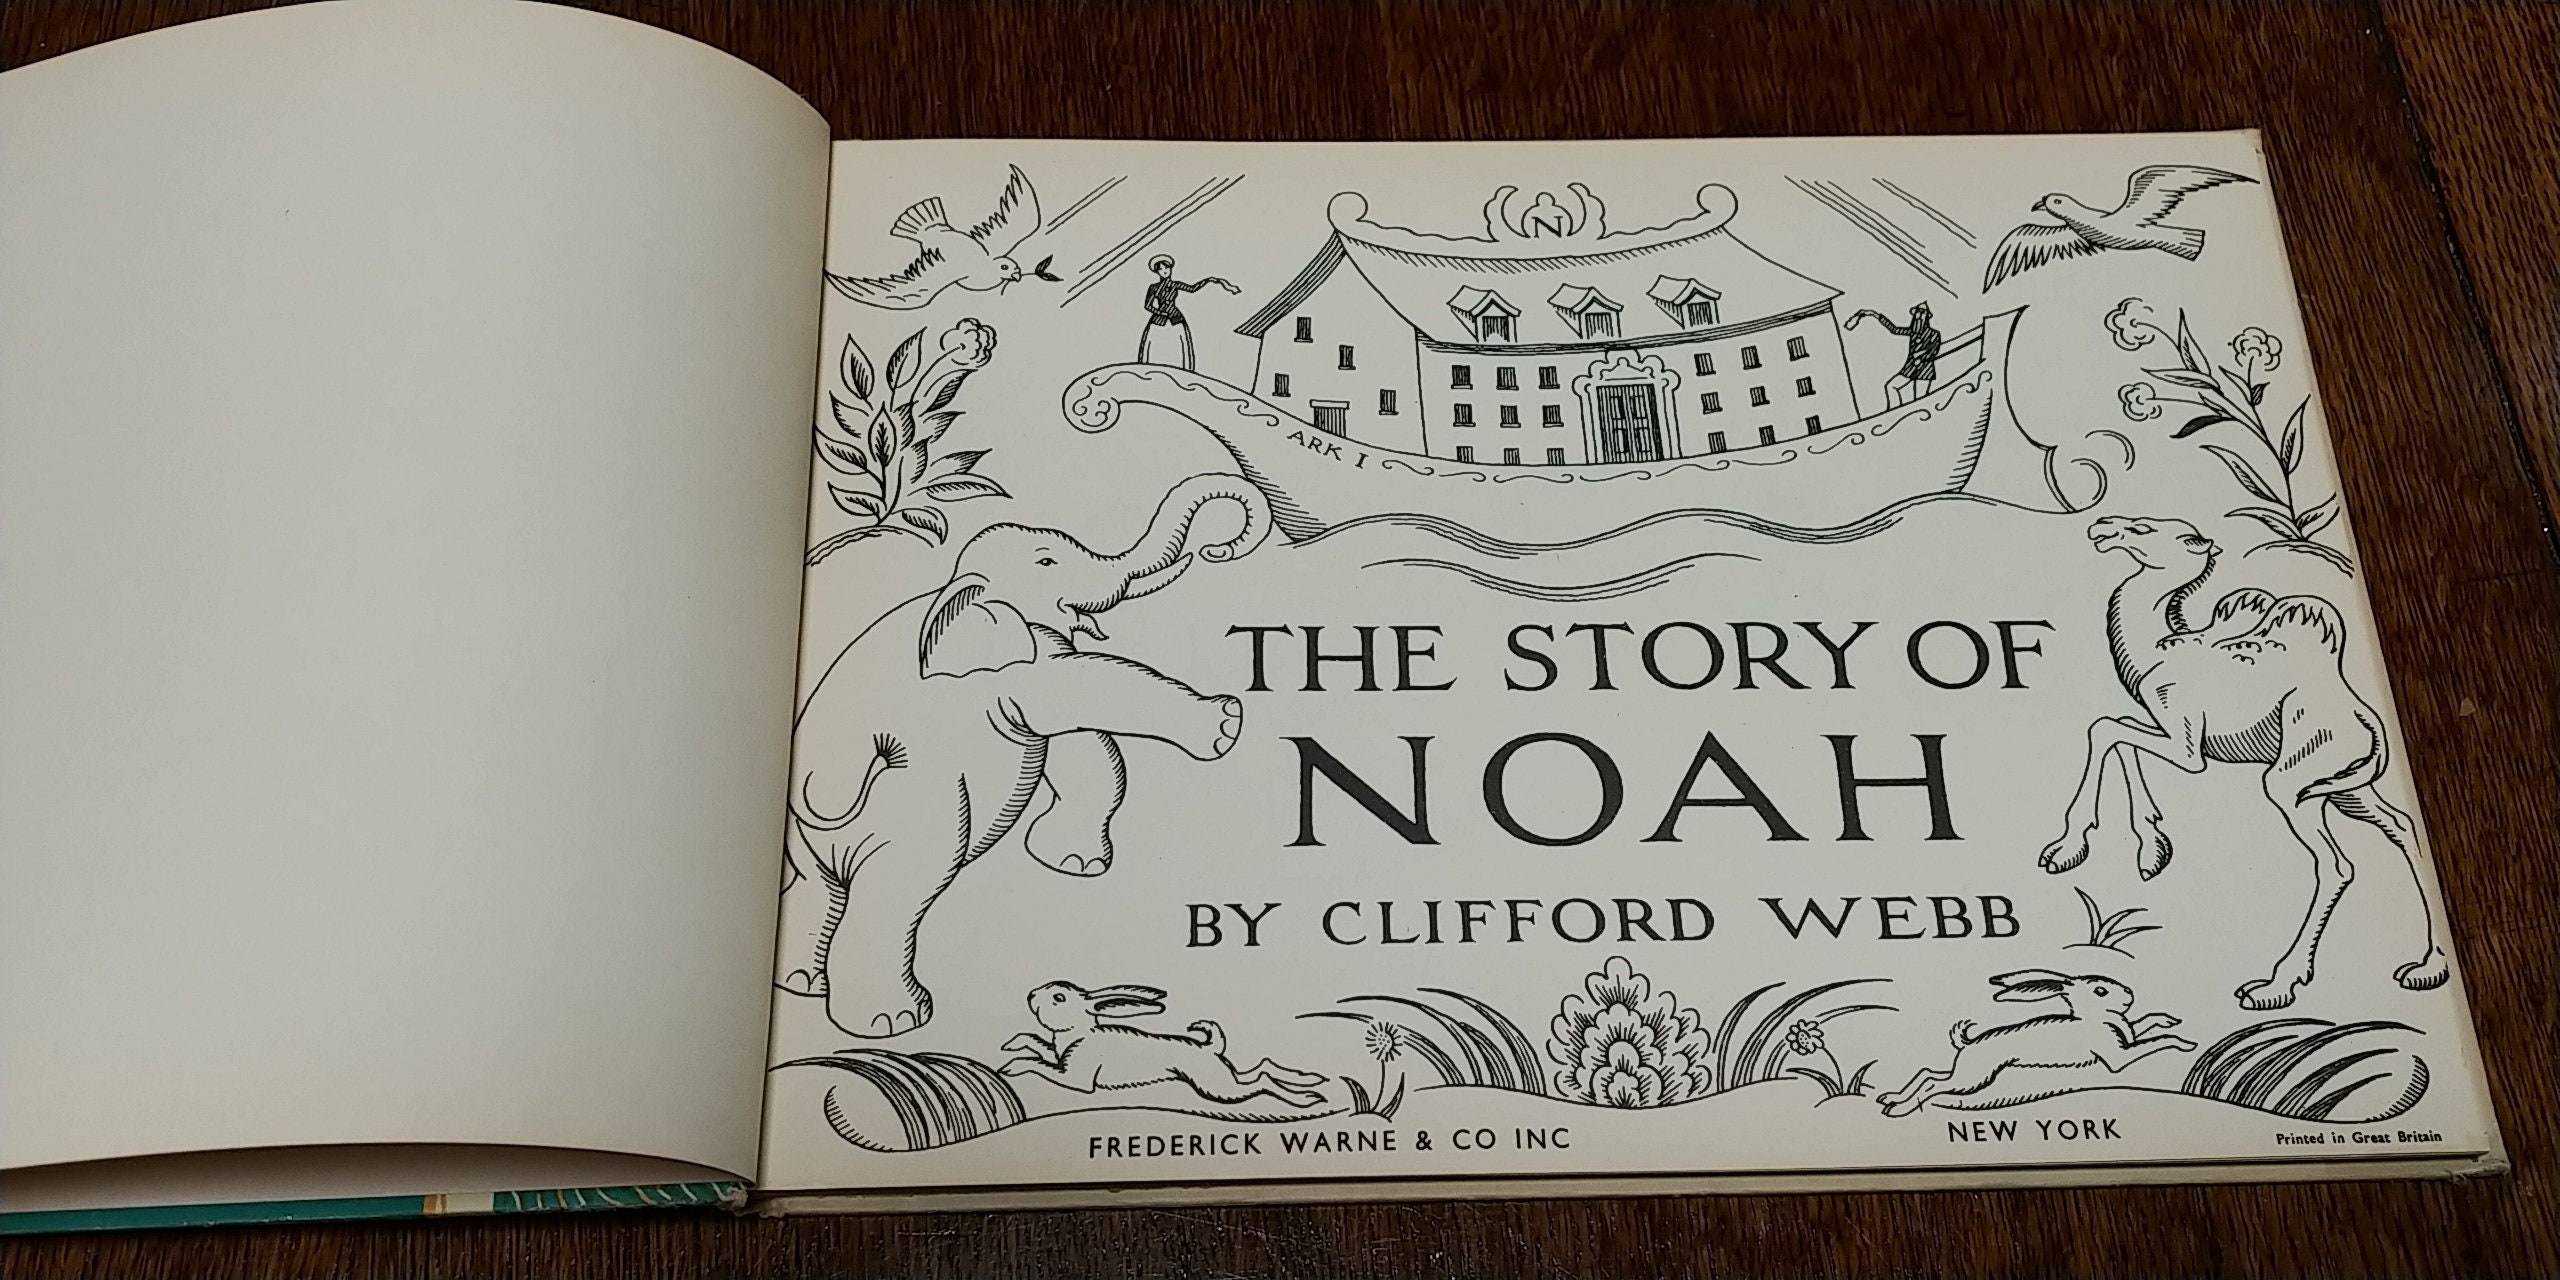 N
ARK I
THE STORY OF
NOAH
BY CLIFFORD WEBB
FREDERICK WARNE & CO INC
NEW YORK
Printed in Great Britain